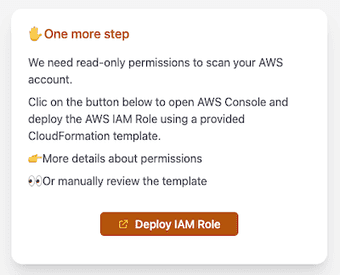 ✋One more step
We need read-only permissions to scan your AWS
account.
Clic on the button below to open AWS Console and
deploy the AWS IAM Role using a provided
CloudFormation template.
👉More details about permissions
👀Or manually review the template
Deploy IAM Role